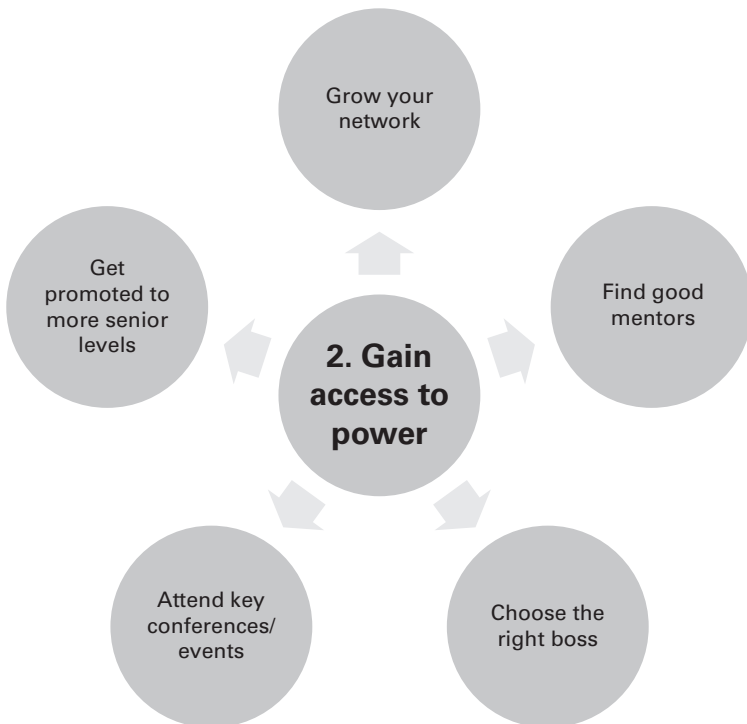 Grow your
network
Get
promoted to
more senior
levels
Find good
mentors
2. Gain
access to
power
Attend key
conferences/
events
Choose the
right boss